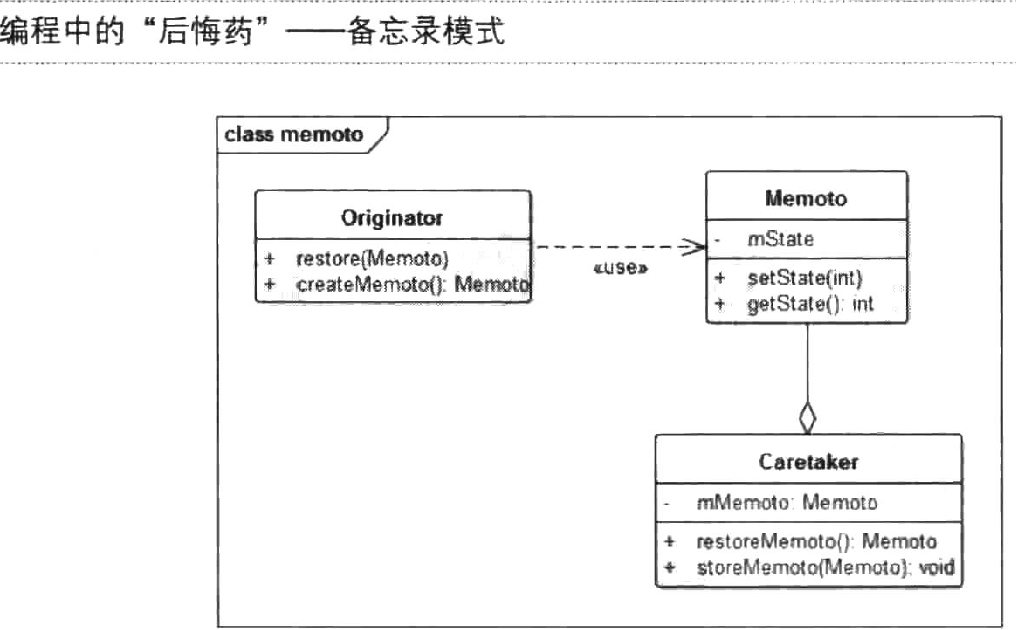 编程中的“后悔药”——备忘录模式
class memoto
Originator
+ restore(Memoto)
+ createMemoto(): Memoto
«use»
Memoto
- mState
+ setState(int)
+ getState(): int
Caretaker
- mMemoto: Memoto
+ restoreMemoto(): Memoto
+ storeMemoto(Memoto): void